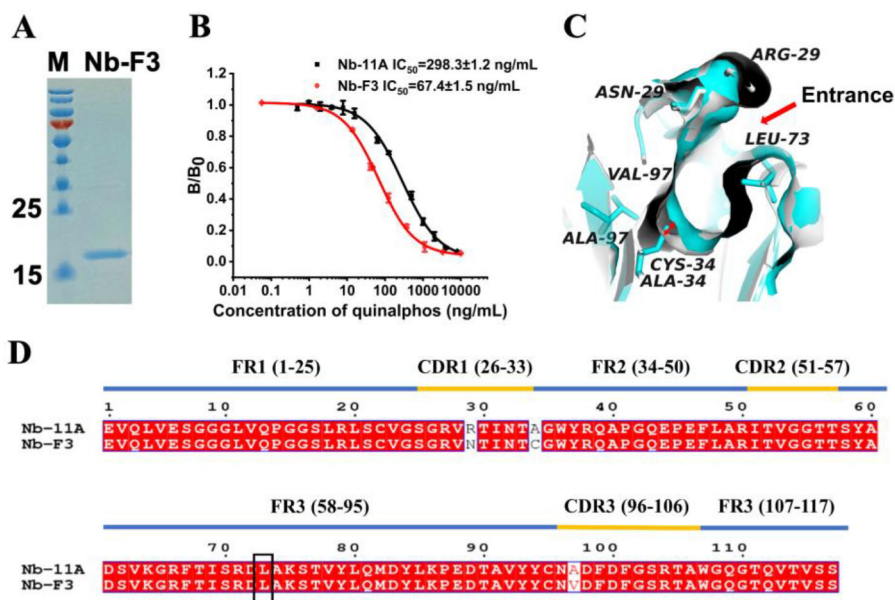 A
M Nb-F3
25
15
B
Nb-11A IC50=298.3±1.2 ng/mL
Nb-F3 IC50=67.4±1.5 ng/mL
1.2
1.0
0.8
0.6
0.4
0.2
0.0
B/B0
0.01 0.1 1 10 100 1000 10000
Concentration of quinalphos (ng/mL)
C
ARG-29
ASN-29
Entrance
LEU-73
VAL-97
ALA-97
CYS-34
ALA-34
D
FR1 (1-25) CDR1 (26-33) FR2 (34-50) CDR2 (51-57)
1 10 20 30 40 50 60
Nb-11A EVQLVESGGGLVQPGGSLRLSCVGSGRVRTINTAGWYRQAPGQEPEFLARITVGGTTSYA
Nb-F3 EVQLVESGGGLVQPGGSLRLSCVGSGRVNTINTCGWYRQAPGQEPEFLARITVGGTTSYA
FR3 (58-95) CDR3 (96-106) FR3 (107-117)
70 80 90 100 110
Nb-11A DSVKGRFTISRDLAKSTVYLQMDYLKPEDTAVYYCNADFDFGSRTAWGQGTQVTVSS
Nb-F3 DSVKGRFTISRDLAKSTVYLQMDYLKPEDTAVYYCNVDFDFGSRTAWGQGTQVTVSS